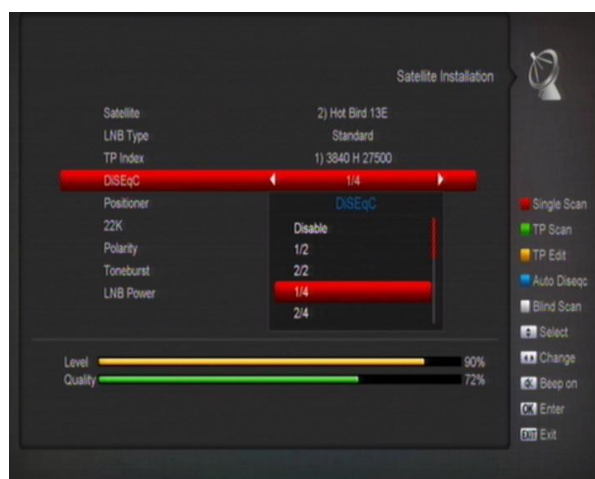 Satellite Installation
Satellite 2) Hot Bird 13E
LNB Type Standard
TP Index 1) 3840 H 27500
DiSEqC 1/4
Positioner DiSEqC
22K Disable
Polarity 1/2
Toneburst 2/2
LNB Power 1/4
2/4
Level 90%
Quality 72%
Single Scan
TP Scan
TP Edit
Auto Diseqc
Blind Scan
Select
Change
Beep on
OK Enter
EXIT Exit